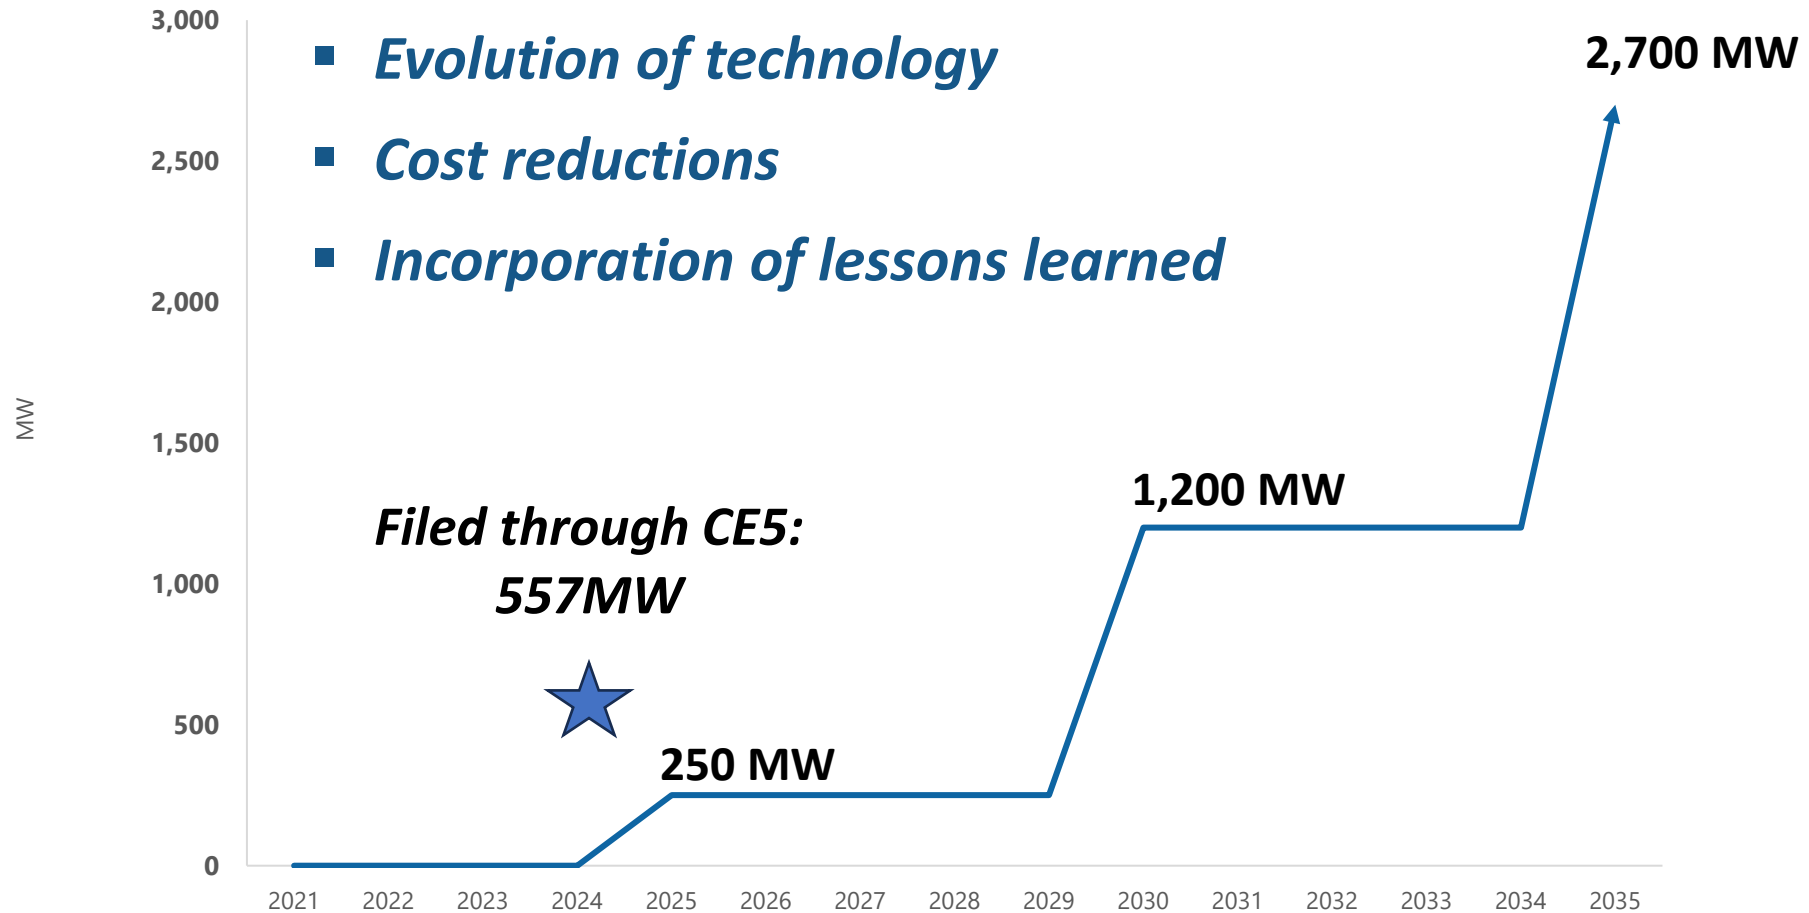 3,000
2,500
2,000
1,500
1,000
500
0
MW
▪ Evolution of technology
▪ Cost reductions
▪ Incorporation of lessons learned
2,700 MW
1,200 MW
Filed through CE5:
557MW
250 MW
2021 2022 2023 2024 2025 2026 2027 2028 2029 2030 2031 2032 2033 2034 2035